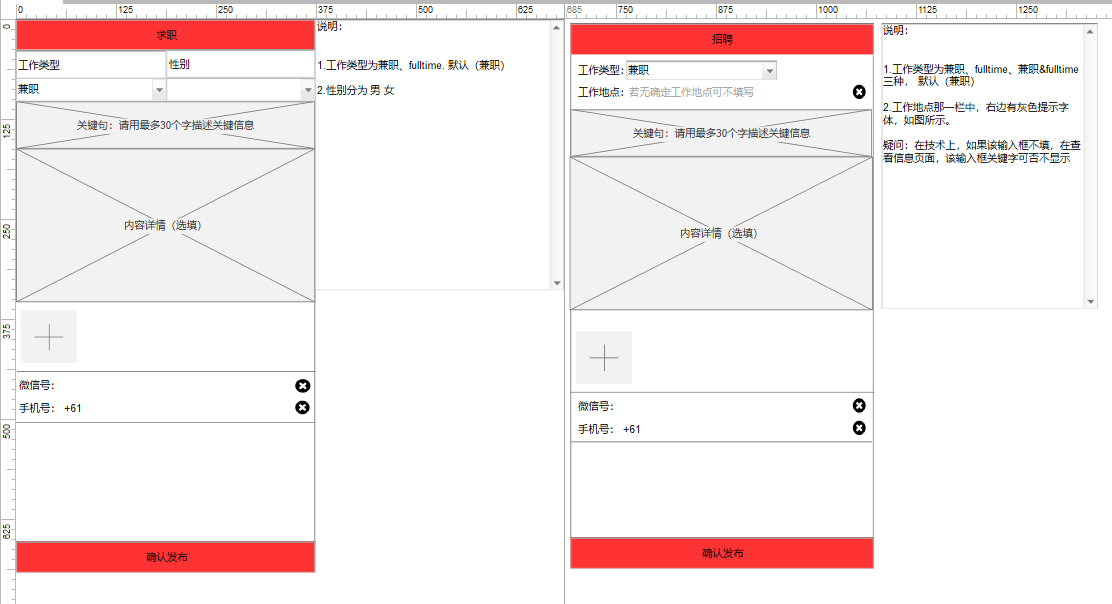 0 125 250 375 500 625 685 750 875 1000 1125 1250
0
125
250
375
500
625
求职
工作类型 性别
兼职
关键句：请用最多30个字描述关键信息
内容详情（选填）
微信号：
手机号： +61
确认发布
说明：
1.工作类型为兼职、fulltime. 默认（兼职）
2.性别分为 男 女
招聘
工作类型： 兼职
工作地点： 若无确定工作地点可不填写
关键句：请用最多30个字描述关键信息
内容详情（选填）
微信号：
手机号： +61
确认发布
说明：
1.工作类型为兼职、fulltime、兼职&fulltime
三种， 默认（兼职）
2.工作地点那一栏中，右边有灰色提示字
体，如图所示。
疑问：在技术上，如果该输入框不填，在查
看信息页面，该输入框关键字可否不显示